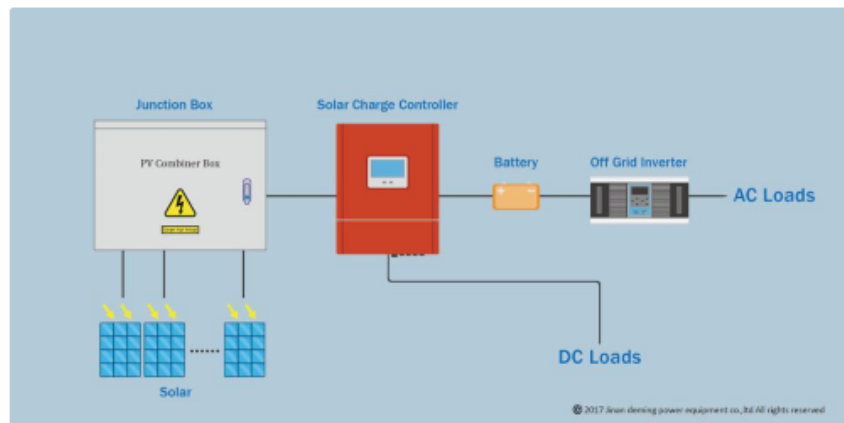 Junction Box
Solar Charge Controller
PV Combiner Box
Battery
Off Grid Inverter
+ −
AC Loads
DC Loads
Solar
© 2017 Jinan deming power equipment co.,ltd All rights reserved